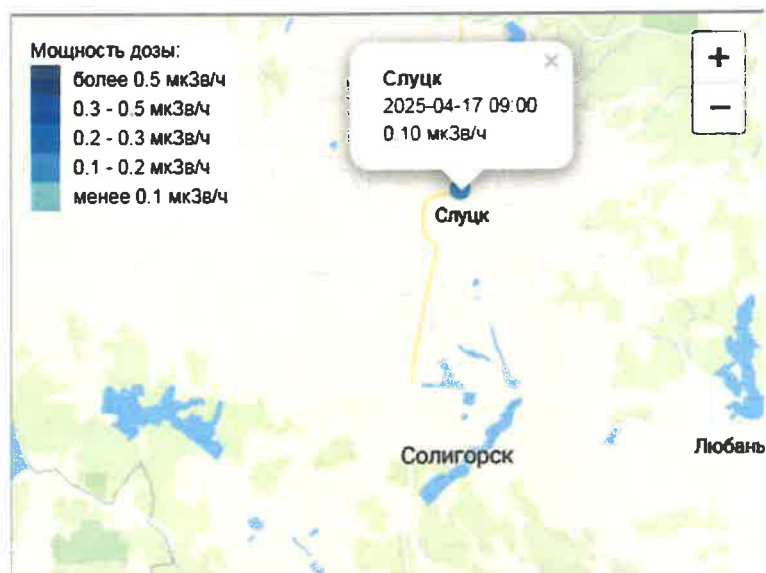 Мощность дозы:
более 0.5 мкЗв/ч
0.3 - 0.5 мкЗв/ч
0.2 - 0.3 мкЗв/ч
0.1 - 0.2 мкЗв/ч
менее 0.1 мкЗв/ч
×
Слуцк
2025-04-17 09:00
0.10 мкЗв/ч
+
−
Слуцк
Солигорск
Любань